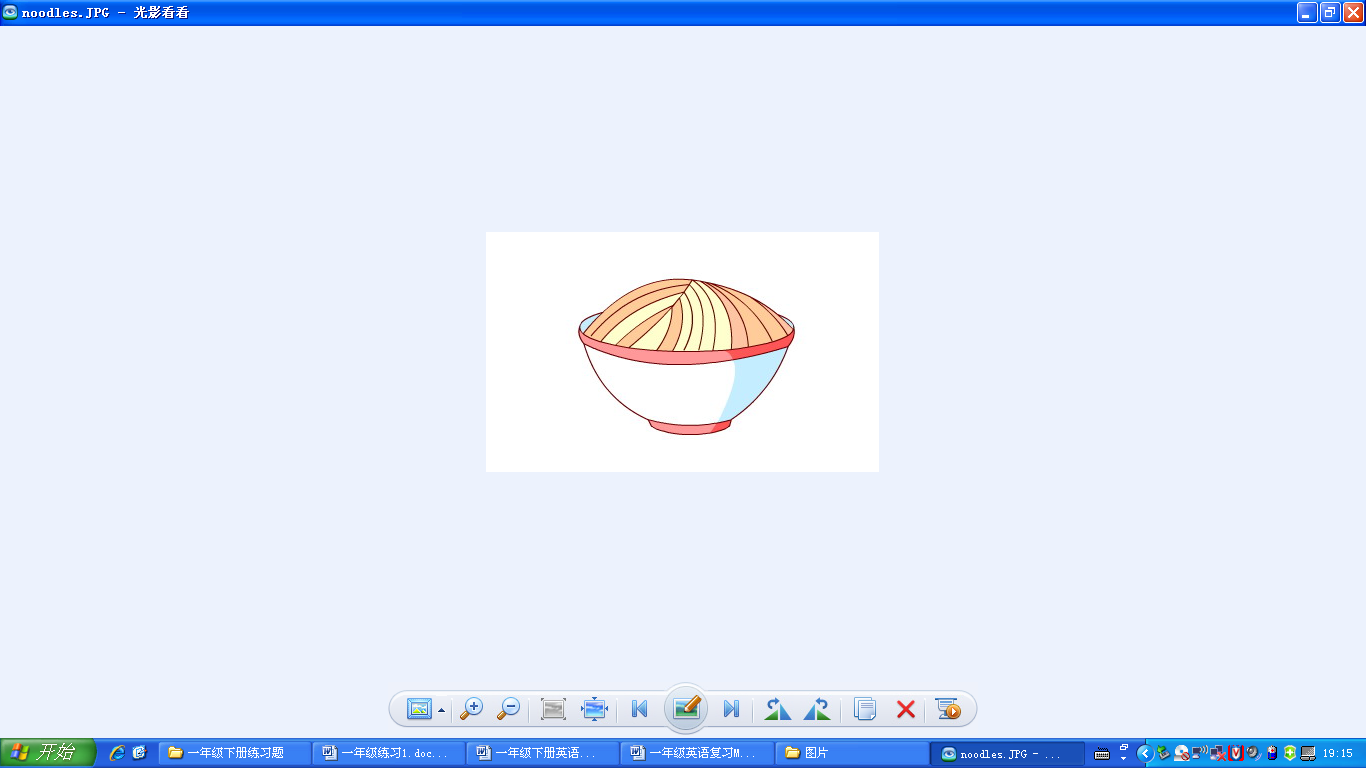 noodles.JPG - 光影看看
开始
一年级下册练习题
一年级练习1.doc...
一年级下册英语...
一年级英语复习M...
图片
noodles.JPG - ...
19:15